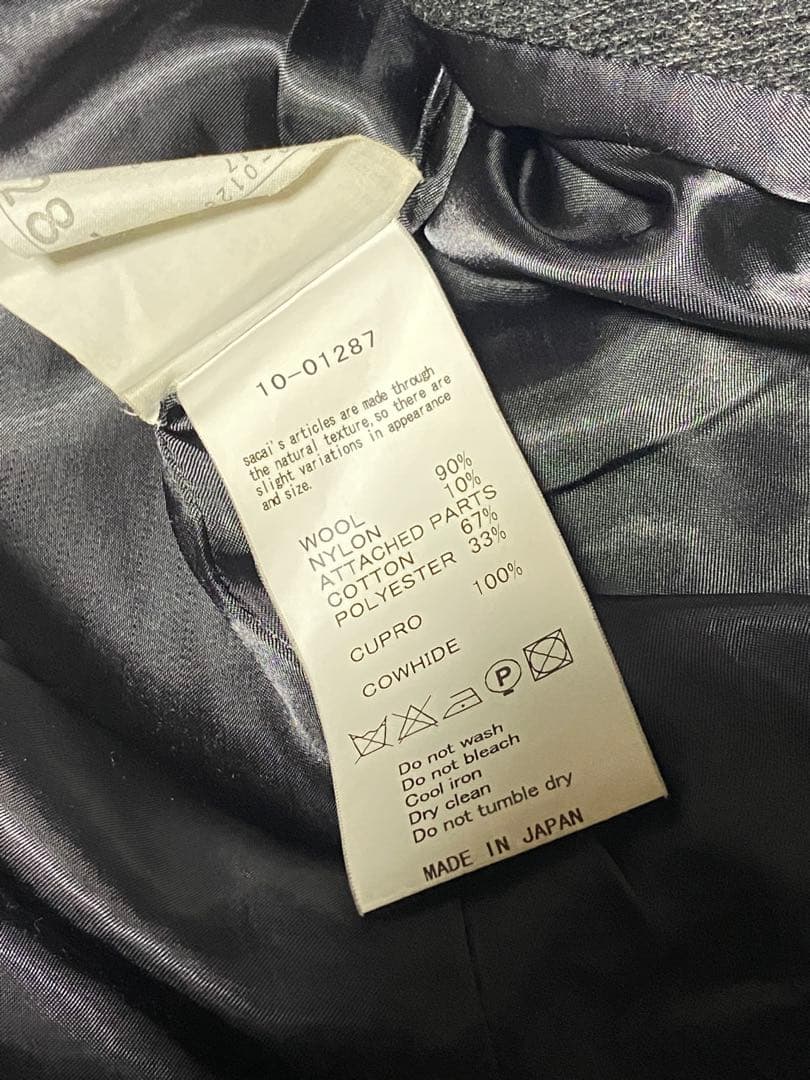 28
10-01287
sacai's articles are made through
the natural texture, so there are
slight variations in appearance
and size.
WOOL 90%
NYLON 10%
ATTACHED PARTS
COTTON 67%
POLYESTER 33%
CUPRO 100%
COWHIDE
P
Do not wash
Do not bleach
Cool iron
Dry clean
Do not tumble dry
MADE IN JAPAN